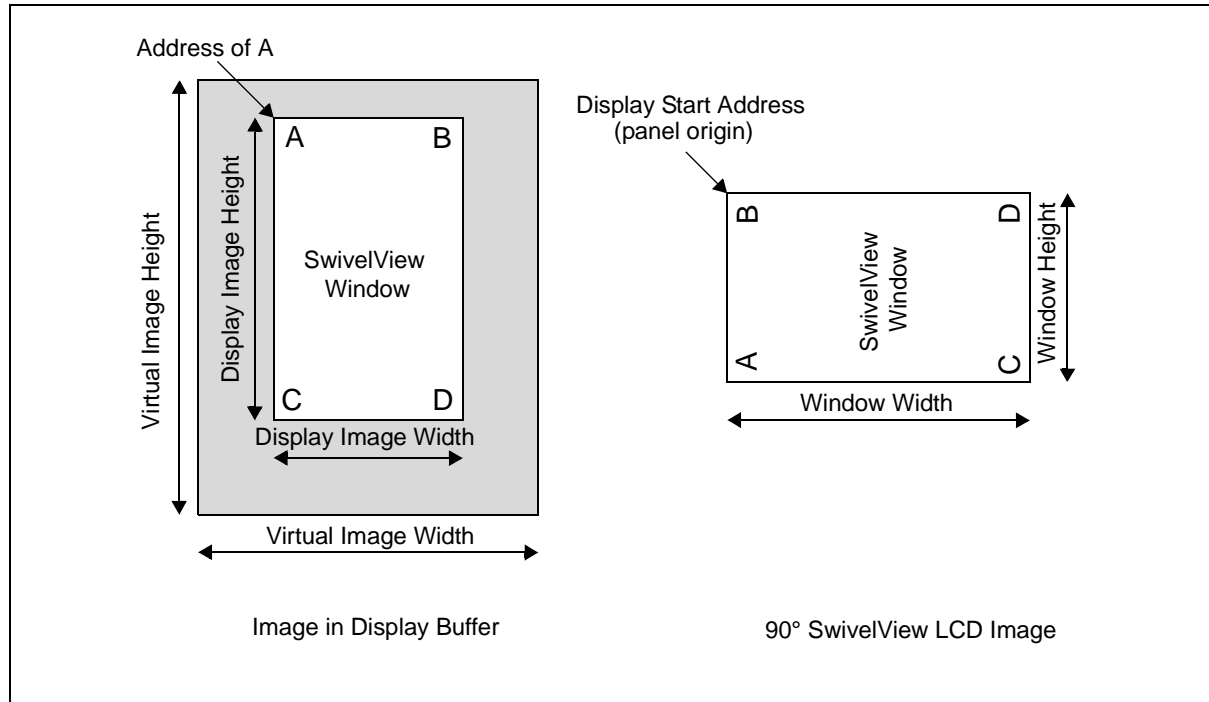 Address of A
A B
Virtual Image Height
Display Image Height
SwivelView
Window
C D
Display Image Width
Virtual Image Width
Image in Display Buffer
Display Start Address
(panel origin)
B D
SwivelView
Window
A C
Window Height
Window Width
90° SwivelView LCD Image